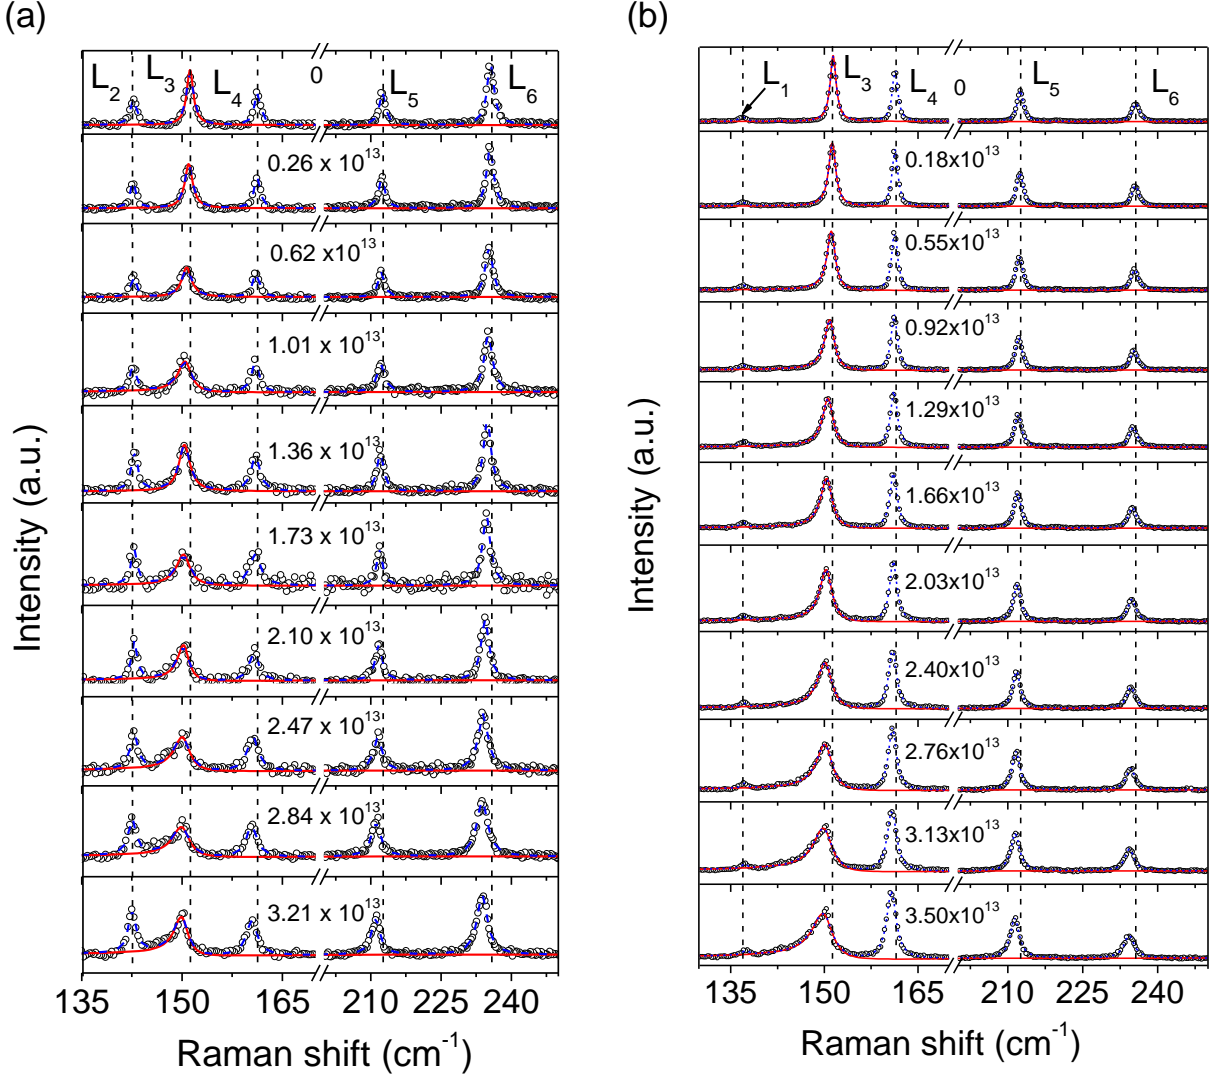 (a)
L2 L3 L4 0 L5 L6
0.26 x 10^13
0.62 x10^13
1.01 x 10^13
1.36 x 10^13
1.73 x 10^13
2.10 x 10^13
2.47 x 10^13
2.84 x 10^13
3.21 x 10^13
135 150 165 210 225 240
Raman shift (cm^-1)
Intensity (a.u.)
(b)
L1 L3 L4 0 L5 L6
0.18x10^13
0.55x10^13
0.92x10^13
1.29x10^13
1.66x10^13
2.03x10^13
2.40x10^13
2.76x10^13
3.13x10^13
3.50x10^13
135 150 165 210 225 240
Raman shift (cm^-1)
Intensity (a.u.)